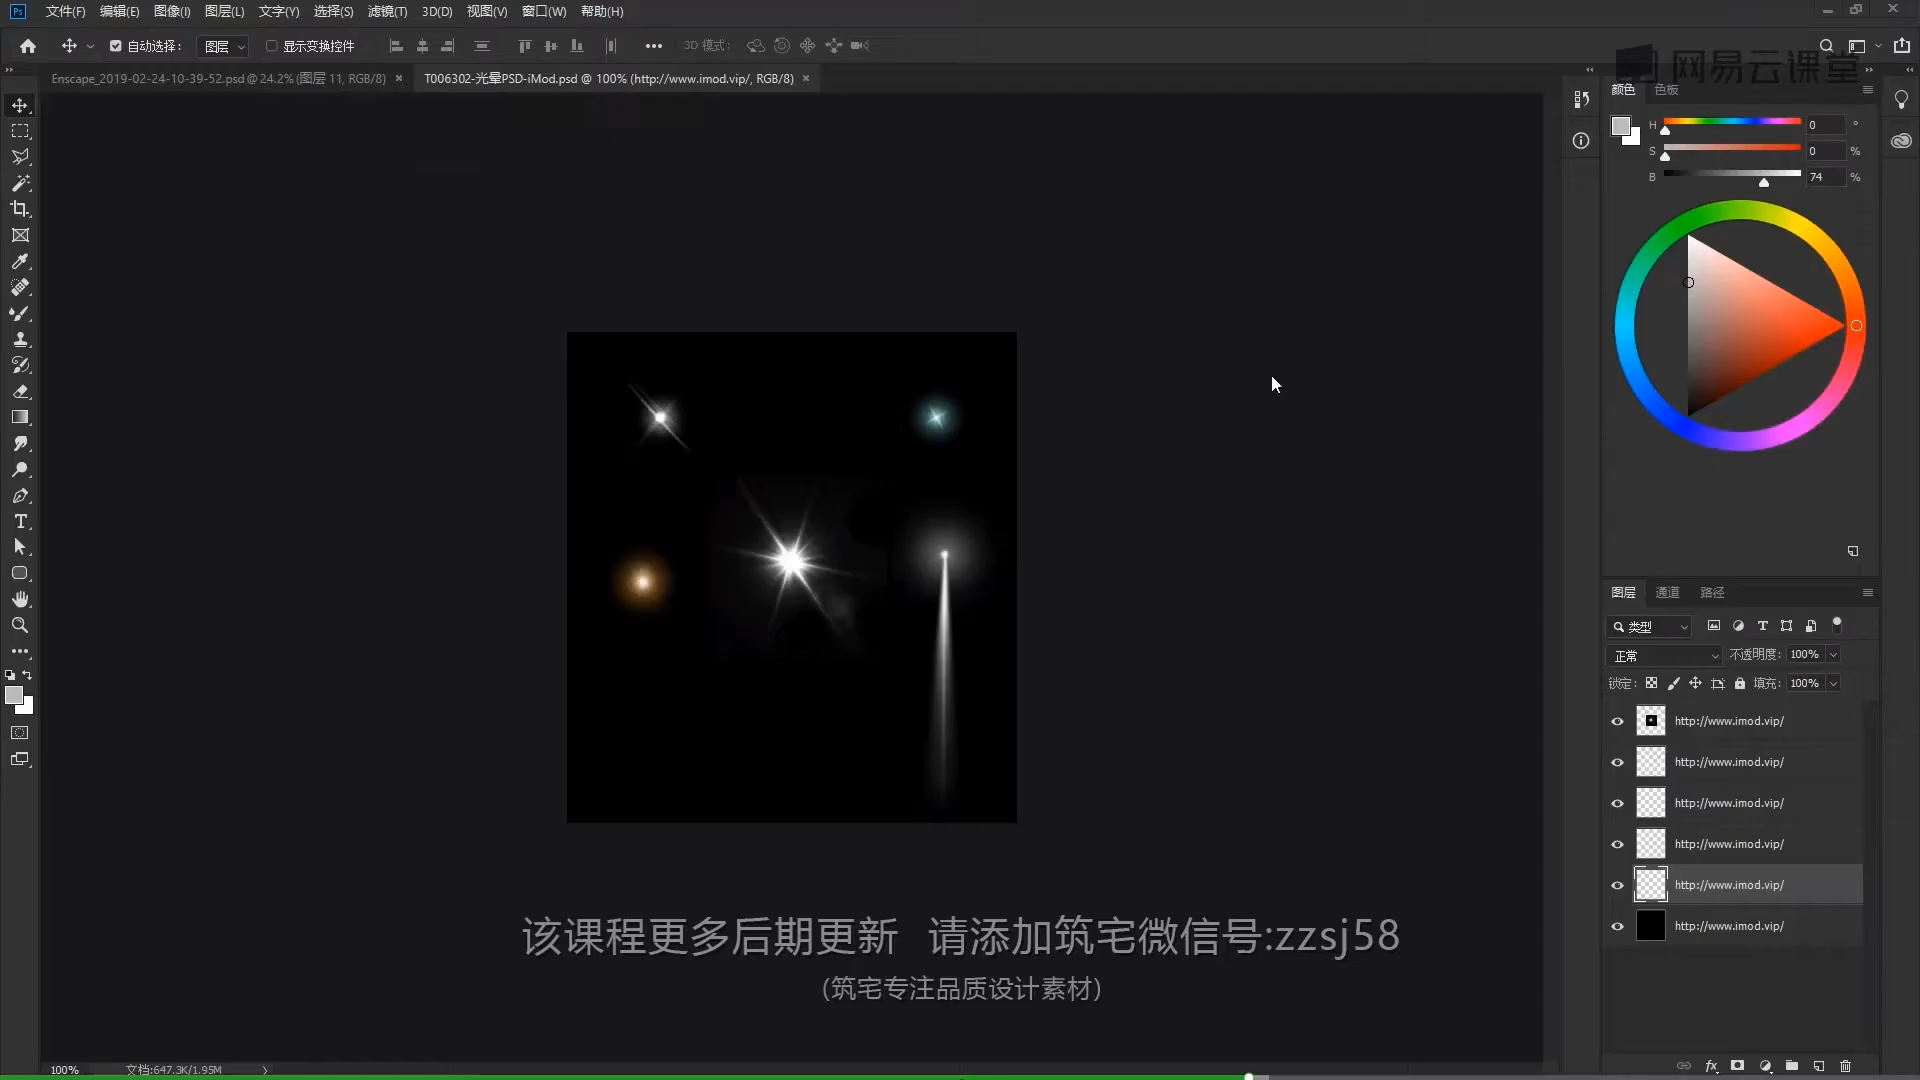 Ps 文件(F) 编辑(E) 图像(I) 图层(L) 文字(Y) 选择(S) 滤镜(T) 3D(D) 视图(V) 窗口(W) 帮助(H)
自动选择： 图层 显示变换控件 3D 模式：
网易云课堂
Enscape_2019-02-24-10-39-52.psd @ 24.2% (图层 11, RGB/8) × T006302-光晕PSD-iMod.psd @ 100% (http://www.imod.vip/, RGB/8) ×
颜色 色板
H 0 °
S 0 %
B 74 %
图层 通道 路径
类型
正常 不透明度： 100%
锁定： 填充： 100%
http://www.imod.vip/
http://www.imod.vip/
http://www.imod.vip/
http://www.imod.vip/
http://www.imod.vip/
http://www.imod.vip/
该课程更多后期更新 请添加筑宅微信号:zzsj58
(筑宅专注品质设计素材)
100% 文档:647.3K/1.95M
fx